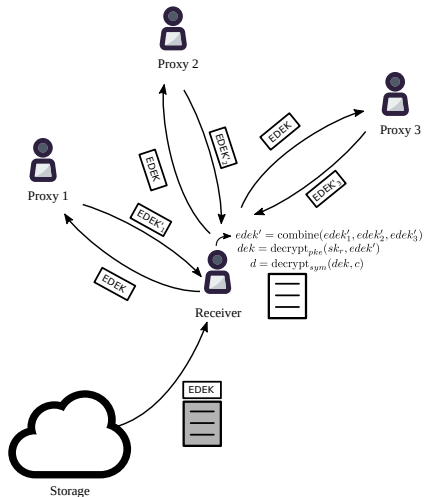 Proxy 2
Proxy 3
EDEK
EDEK
EDEK'₂
Proxy 1
EDEK'₃
EDEK'₁
edek′ = combine(edek′₁, edek′₂, edek′₃)
dek = decrypt_pke(sk_r, edek′)
d = decrypt_sym(dek, c)
EDEK
Receiver
EDEK
Storage